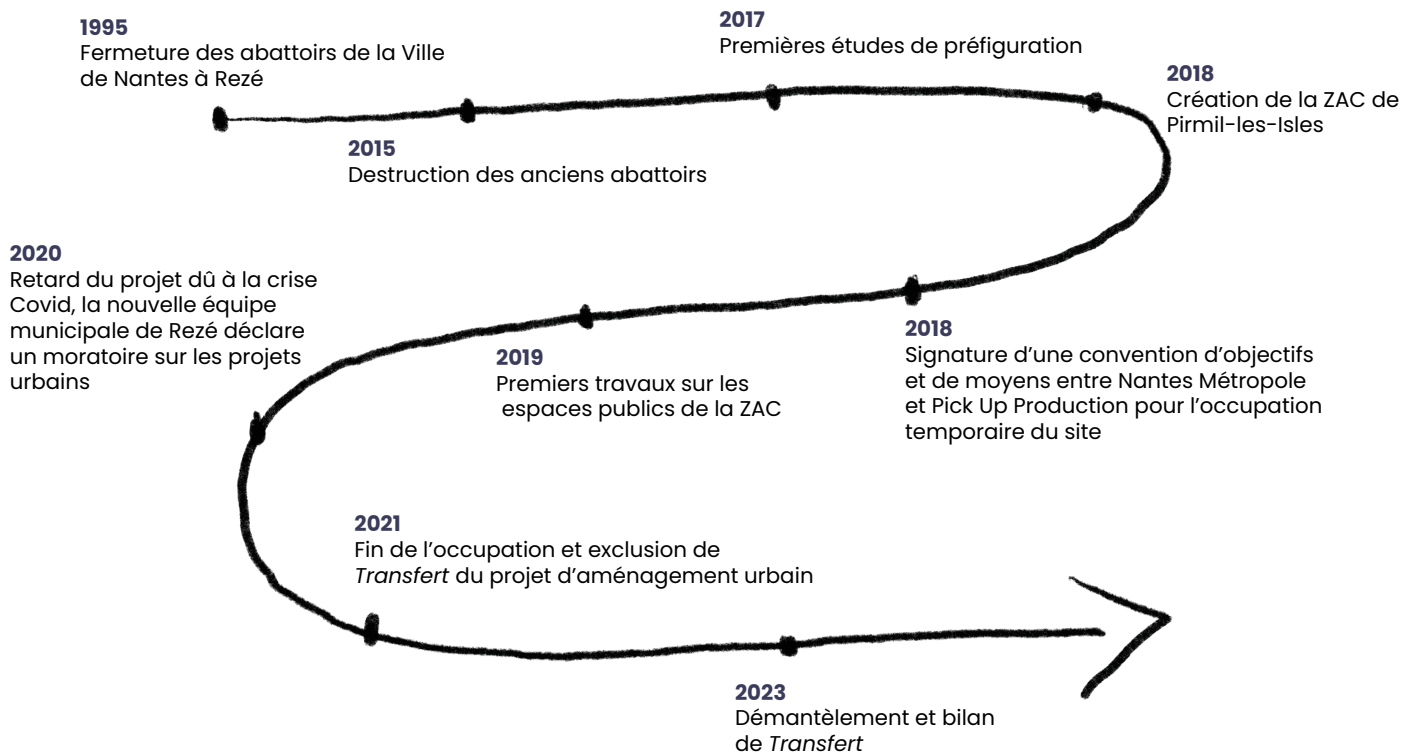 1995
Fermeture des abattoirs de la Ville
de Nantes à Rezé
2015
Destruction des anciens abattoirs
2017
Premières études de préfiguration
2018
Création de la ZAC de
Pirmil-les-Isles
2018
Signature d’une convention d’objectifs
et de moyens entre Nantes Métropole
et Pick Up Production pour l’occupation
temporaire du site
2019
Premiers travaux sur les
espaces publics de la ZAC
2020
Retard du projet dû à la crise
Covid, la nouvelle équipe
municipale de Rezé déclare
un moratoire sur les projets
urbains
2021
Fin de l’occupation et exclusion de
Transfert du projet d’aménagement urbain
2023
Démantèlement et bilan
de Transfert